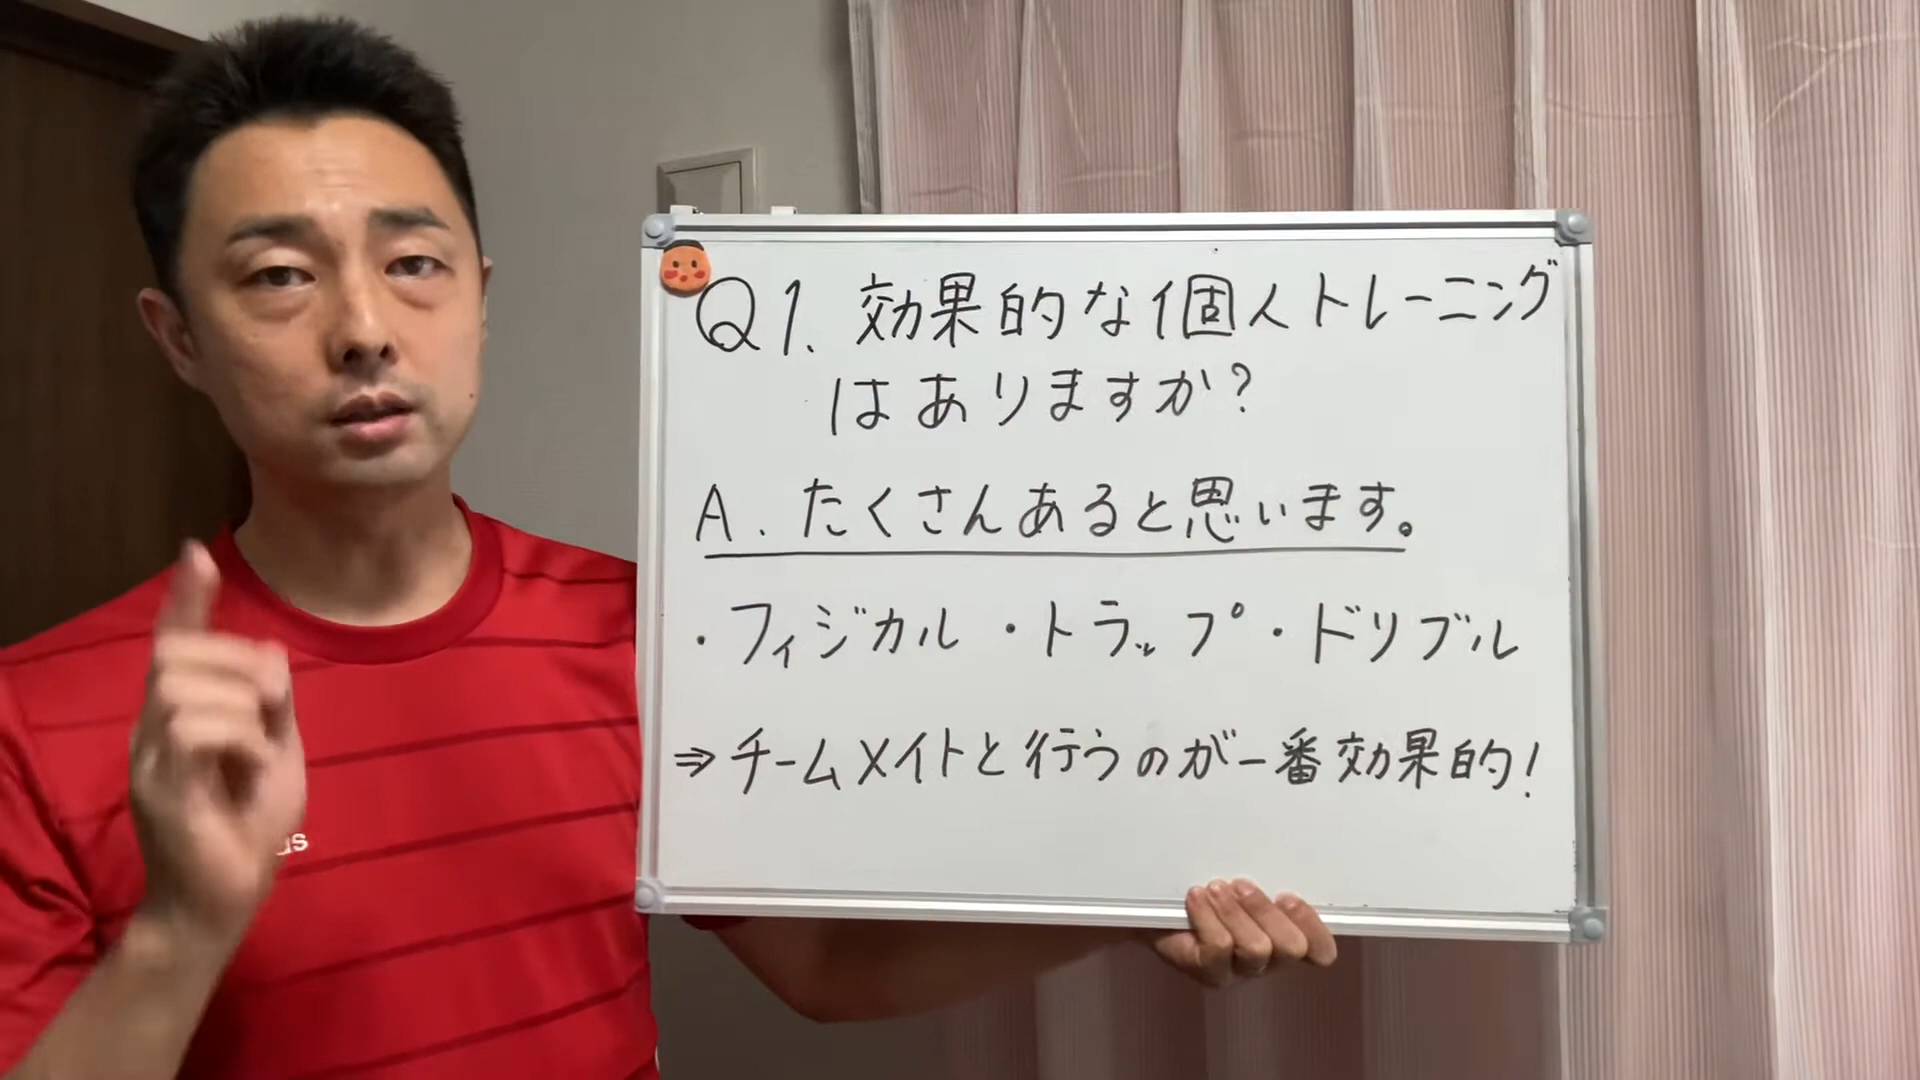 Q1. 効果的な個人トレーニング
はありますか?
A. たくさんあると思います。
・フィジカル ・トラップ ・ドリブル
⇒チームメイトと行うのが一番効果的!